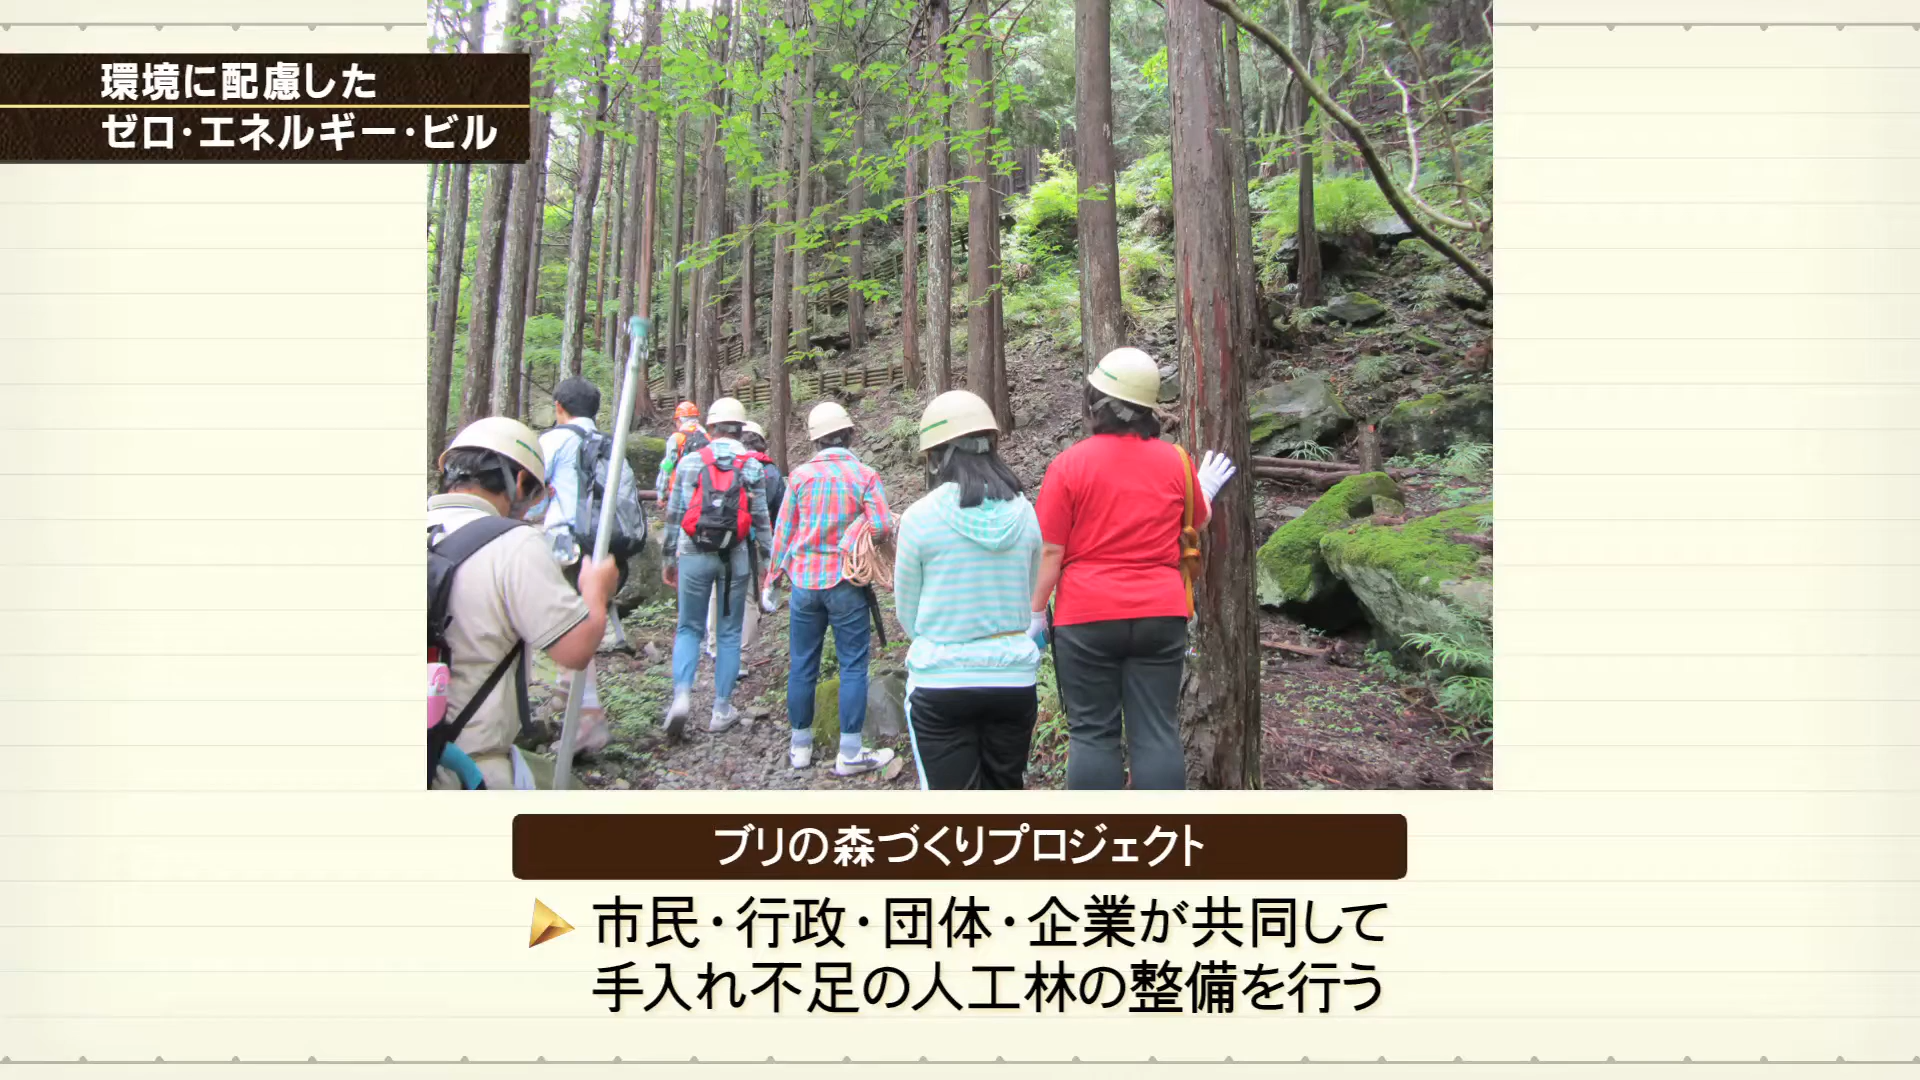 環境に配慮した
ゼロ・エネルギー・ビル
ブリの森づくりプロジェクト
市民・行政・団体・企業が共同して
手入れ不足の人工林の整備を行う